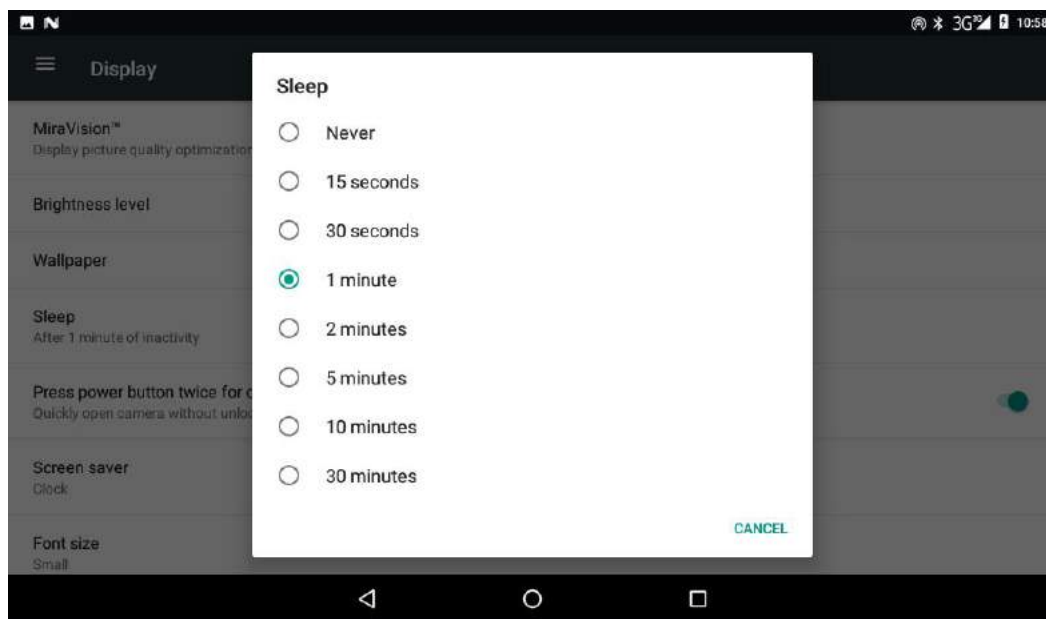 3G 3G 10:58
Display
Sleep
Never
15 seconds
30 seconds
1 minute
2 minutes
5 minutes
10 minutes
30 minutes
CANCEL
MiraVision™
Display picture quality optimization
Brightness level
Wallpaper
Sleep
After 1 minute of inactivity
Press power button twice for c
Quickly open camera without unloc
Screen saver
Clock
Font size
Small